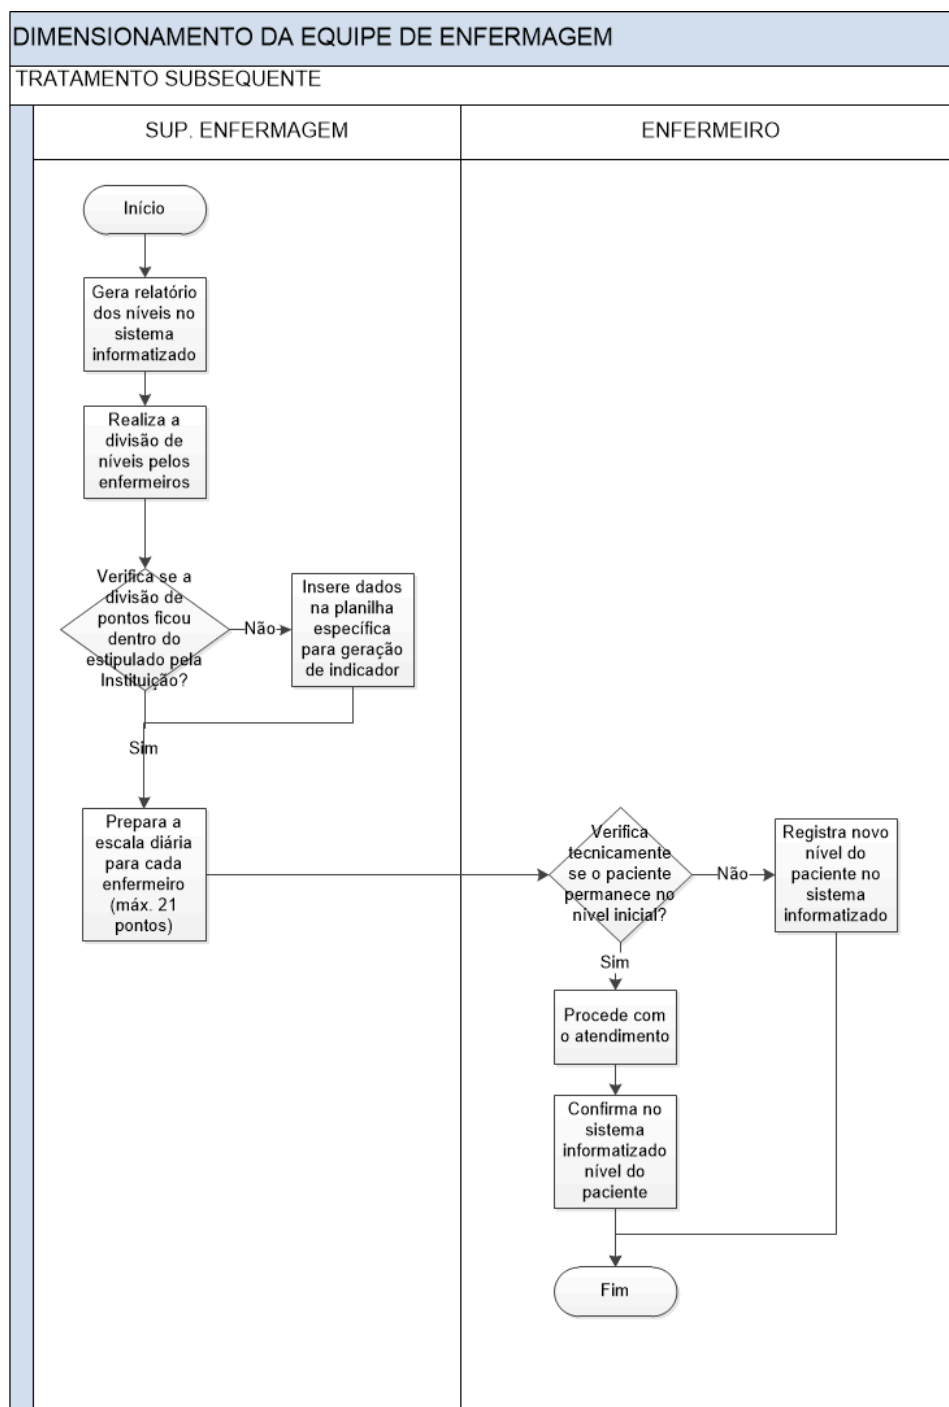 DIMENSIONAMENTO DA EQUIPE DE ENFERMAGEM
TRATAMENTO SUBSEQUENTE
SUP. ENFERMAGEM
ENFERMEIRO
Início
Gera relatório
dos níveis no
sistema
informatizado
Realiza a
divisão de
níveis pelos
enfermeiros
Verifica se a
divisão de
pontos ficou
dentro do
estipulado pela
Instituição?
Não
Insere dados
na planilha
específica
para geração
de indicador
Sim
Prepara a
escala diária
para cada
enfermeiro
(máx. 21
pontos)
Verifica
tecnicamente
se o paciente
permanece no
nível inicial?
Não
Registra novo
nível do
paciente no
sistema
informatizado
Sim
Procede com
o atendimento
Confirma no
sistema
informatizado
nível do
paciente
Fim